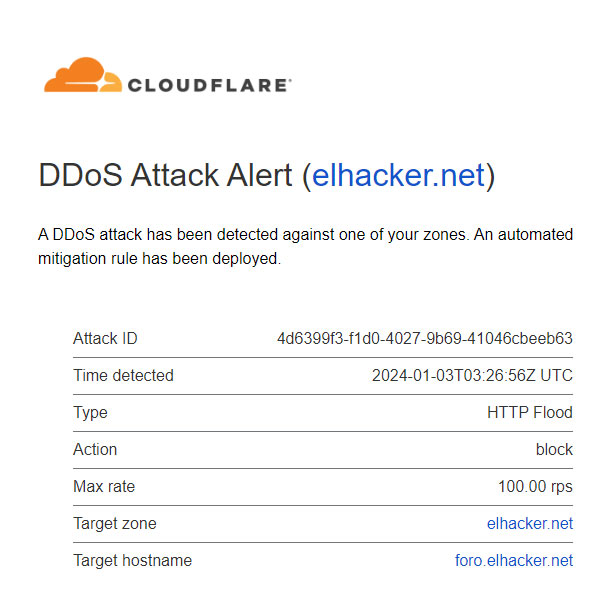 CLOUDFLARE
DDoS Attack Alert (elhacker.net)
A DDoS attack has been detected against one of your zones. An automated
mitigation rule has been deployed.
Attack ID 4d6399f3-f1d0-4027-9b69-41046cbeeb63
Time detected 2024-01-03T03:26:56Z UTC
Type HTTP Flood
Action block
Max rate 100.00 rps
Target zone elhacker.net
Target hostname foro.elhacker.net